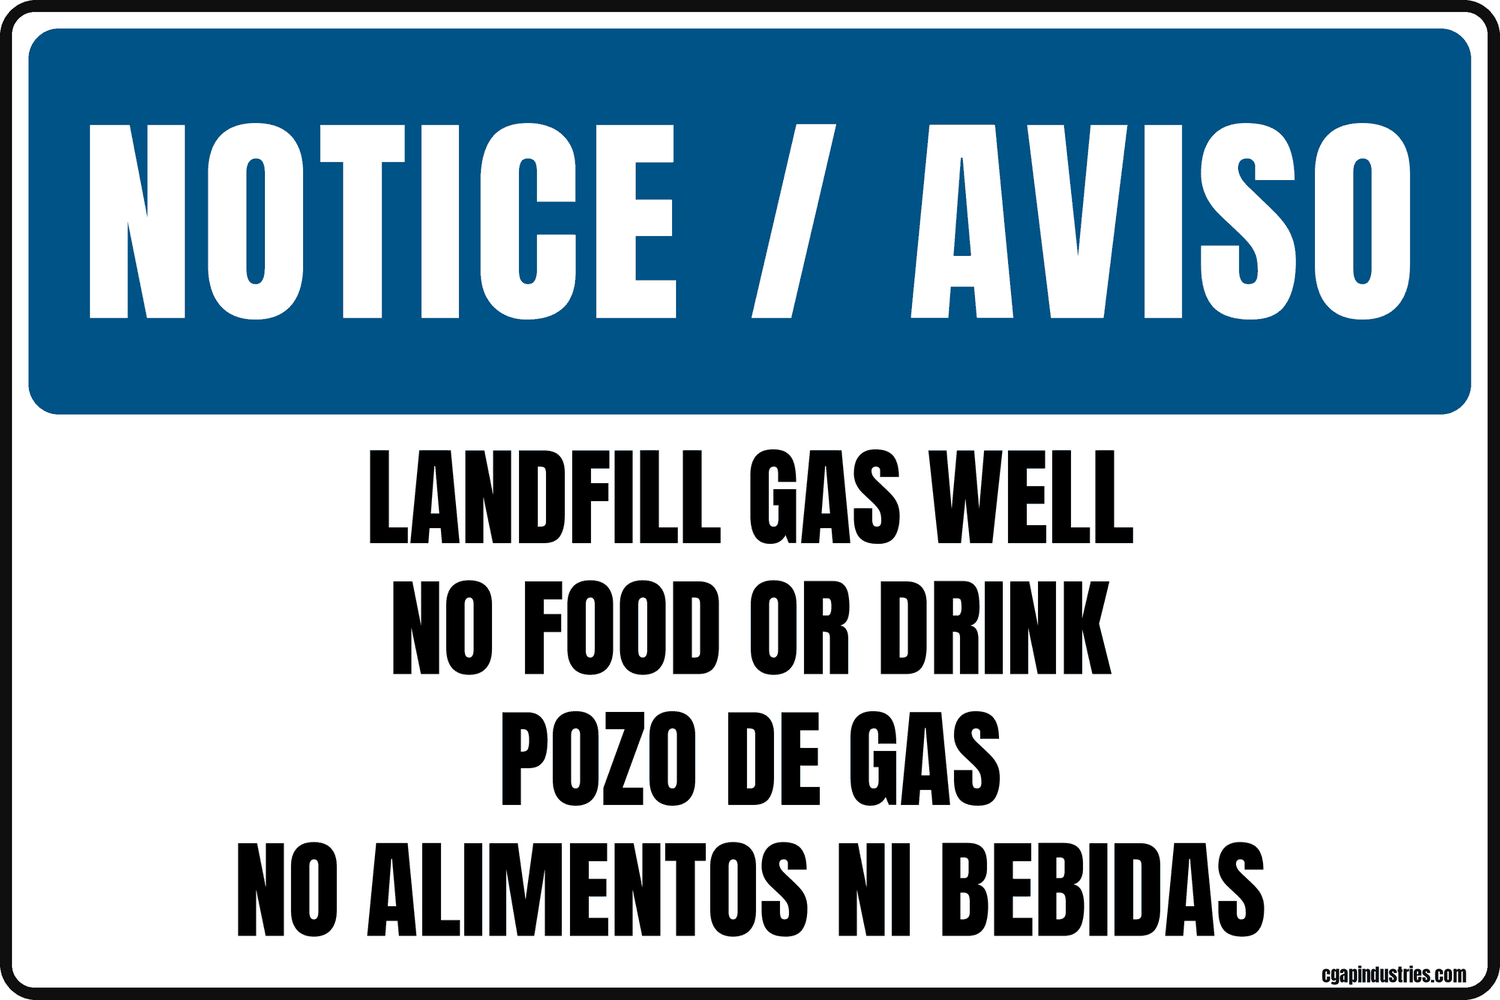 NOTICE / AVISO
LANDFILL GAS WELL
NO FOOD OR DRINK
POZO DE GAS
NO ALIMENTOS NI BEBIDAS
cgapindustries.com